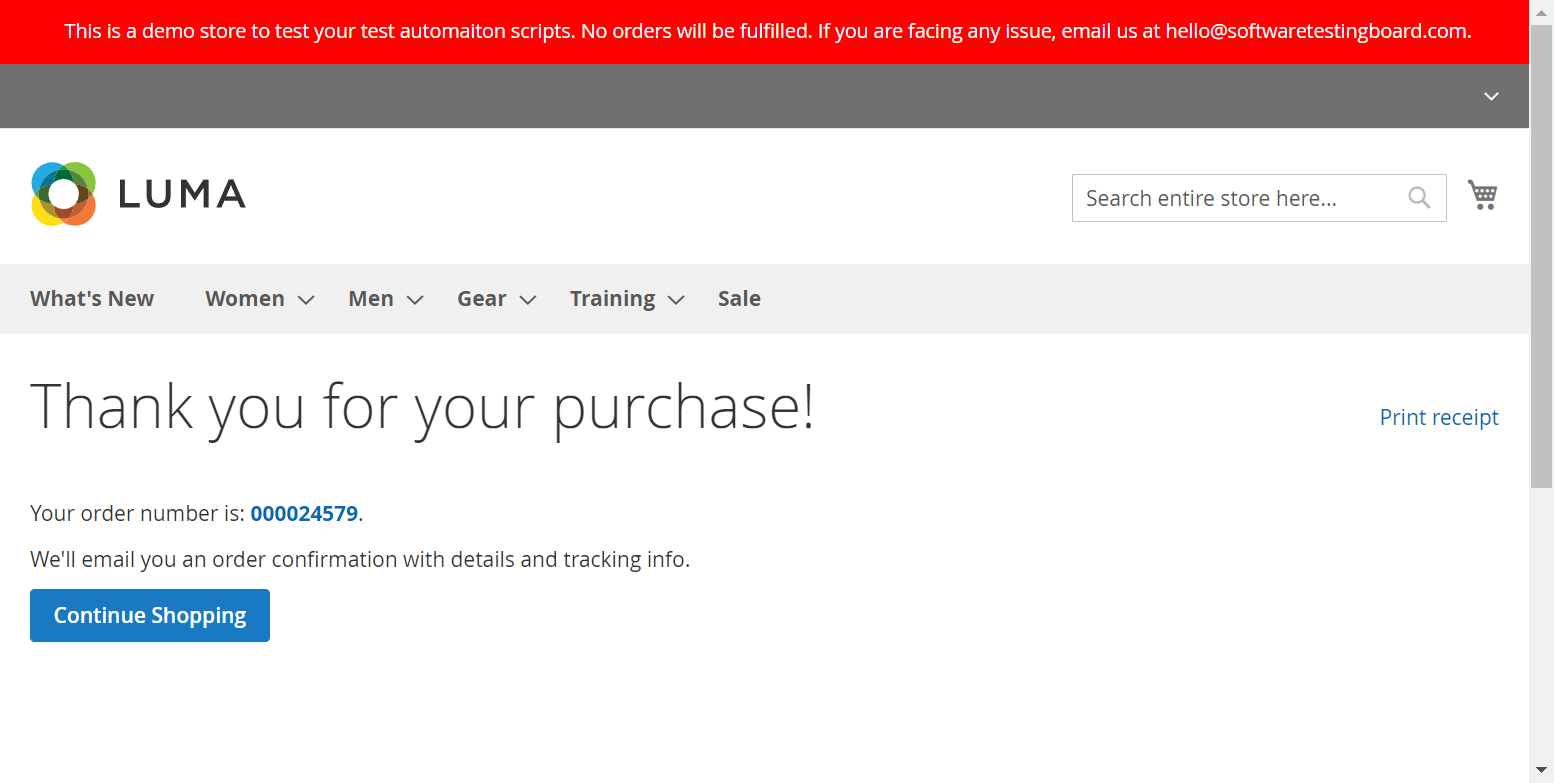 This is a demo store to test your test automaiton scripts. No orders will be fulfilled. If you are facing any issue, email us at hello@softwaretestingboard.com.
LUMA
Search entire store here...
What's New Women Men Gear Training Sale
Thank you for your purchase!
Print receipt
Your order number is: 000024579.
We'll email you an order confirmation with details and tracking info.
Continue Shopping